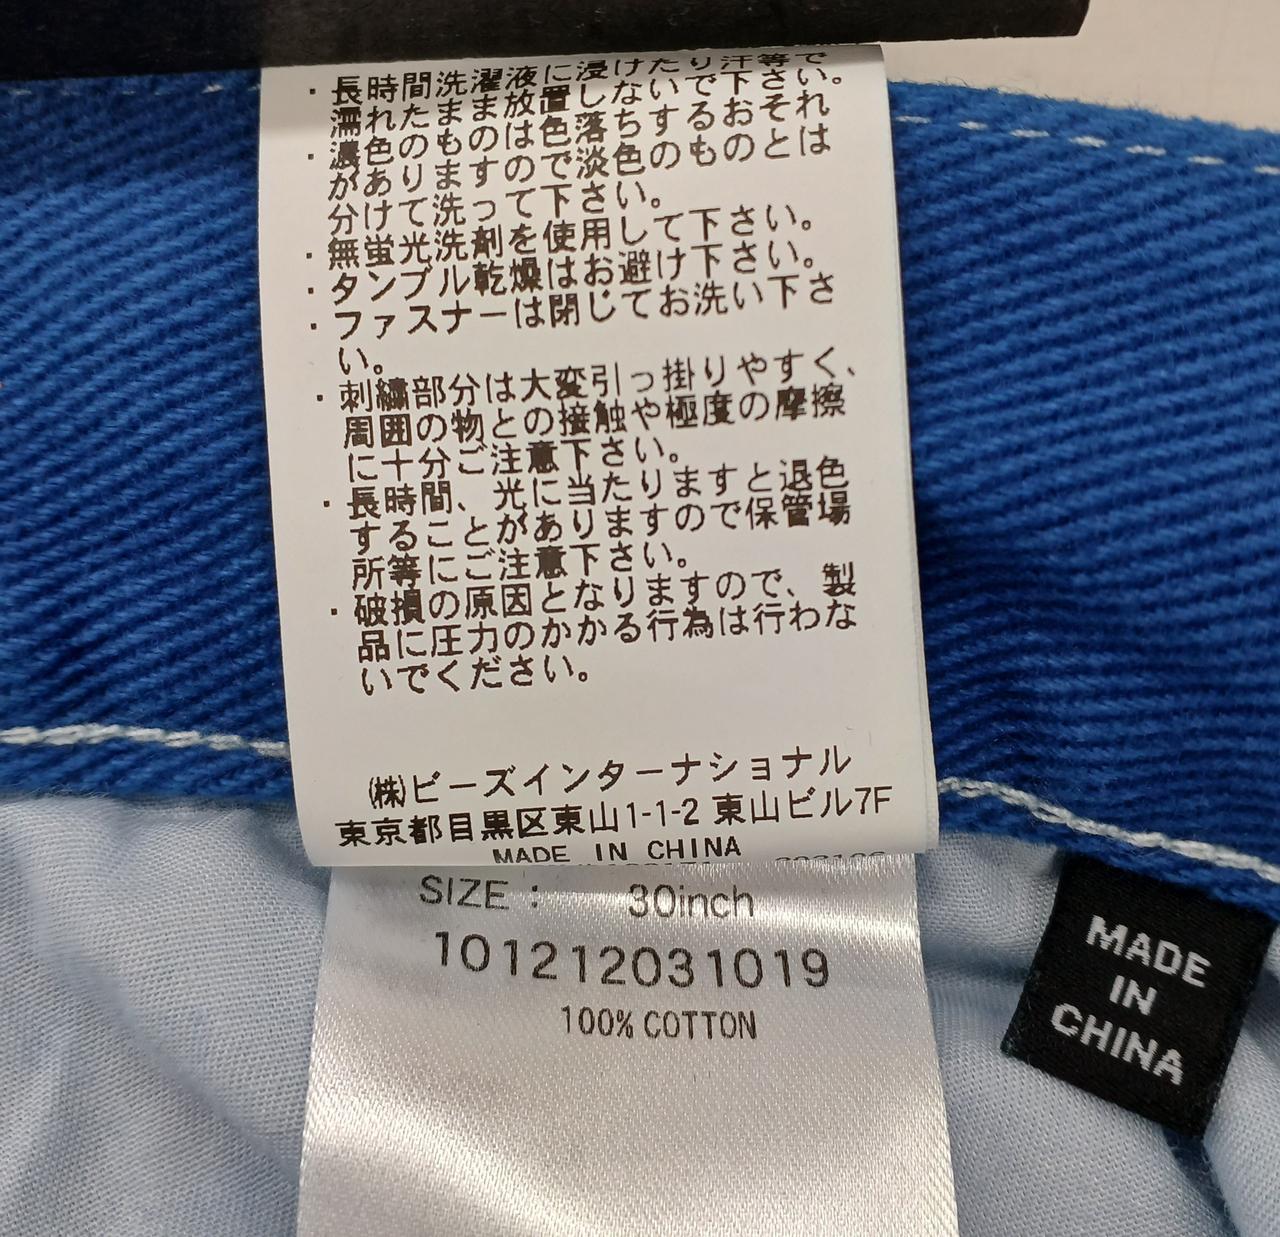 ・長時間洗濯液に浸けたり汗等で
濡れたまま放置しないで下さい。
・濃色のものは色落ちするおそれ
がありますので淡色のものとは
分けて洗って下さい。
・無蛍光洗剤を使用して下さい。
・タンブル乾燥はお避け下さい。
・ファスナーは閉じてお洗い下さ
い。
・刺繍部分は大変引っ掛りやすく、
周囲の物との接触や極度の摩擦
に十分ご注意下さい。
・長時間、光に当たりますと退色
することがありますので保管場
所等にご注意下さい。
・破損の原因となりますので、製
品に圧力のかかる行為は行わな
いでください。
㈱ビーズインターナショナル
東京都目黒区東山1-1-2 東山ビル7F
MADE IN CHINA
SIZE : 30inch
101212031019
100% COTTON
MADE
IN
CHINA